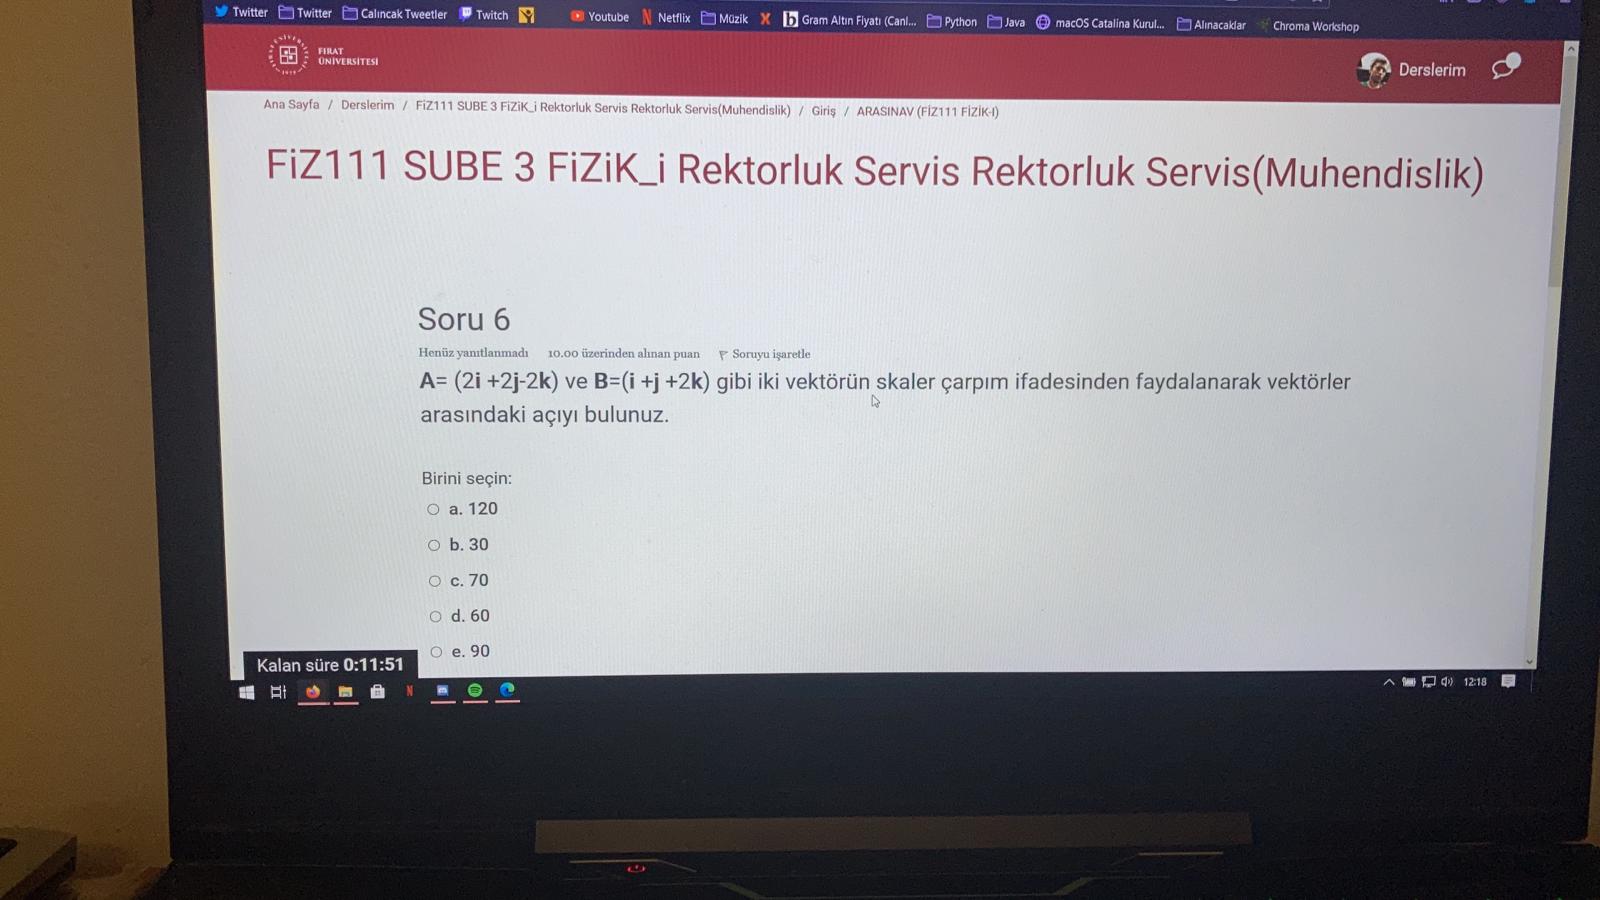 Twitter Twitter Calıncak Tweetler Twitch Youtube Netflix Müzik Gram Altın Fiyatı (Canl... Python Java macOS Catalina Kurul... Alınacaklar Chroma Workshop
FIRAT
ÜNİVERSİTESİ
Derslerim
Ana Sayfa / Derslerim / FiZ111 SUBE 3 FiZiK_i Rektorluk Servis Rektorluk Servis(Muhendislik) / Giriş / ARASINAV (FİZ111 FİZİK-I)
FiZ111 SUBE 3 FiZiK_i Rektorluk Servis Rektorluk Servis(Muhendislik)
Soru 6
Henüz yanıtlanmadı 10.00 üzerinden alınan puan Soruyu işaretle
A= (2i +2j-2k) ve B=(i +j +2k) gibi iki vektörün skaler çarpım ifadesinden faydalanarak vektörler
arasındaki açıyı bulunuz.
Birini seçin:
a. 120
b. 30
c. 70
d. 60
e. 90
Kalan süre 0:11:51
12:18